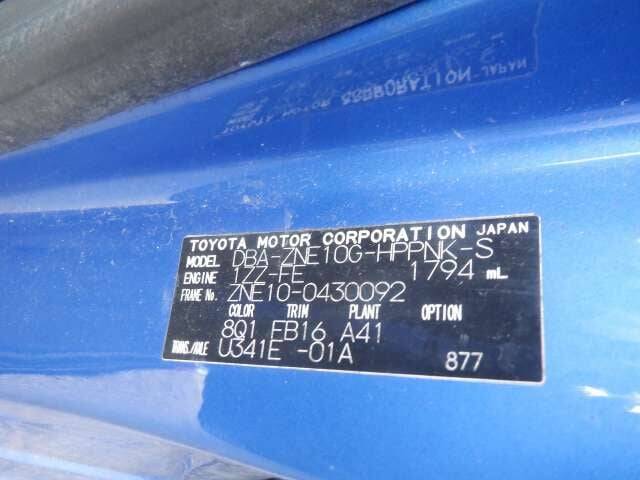 TOYOTA MOTOR CORPORATION JAPAN
MODEL DBA-ZNE10G-HPPNK-S
ENGINE 1ZZ-FE 1794 mL
FRAME No. ZNE10-0430092
COLOR TRIM PLANT OPTION
8Q1 FB16 A41
TRANS./AXLE U341E -01A
877